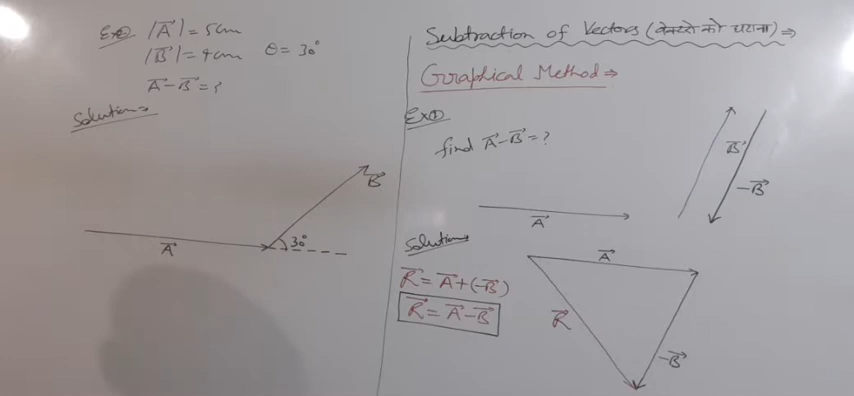 Ex② |A⃗| = 5cm
|B⃗| = 4cm θ = 30°
A⃗-B⃗ = ?
Solution⇒
B⃗
30°
A⃗
Subtraction of Vectors (वेक्टरो को घटाना) ⇒
Graphical Method ⇒
Ex①
find A⃗-B⃗ = ?
B⃗
-B⃗
A⃗
Solution⇒
R⃗ = A⃗+(-B⃗)
R⃗ = A⃗-B⃗
A⃗
R⃗
-B⃗